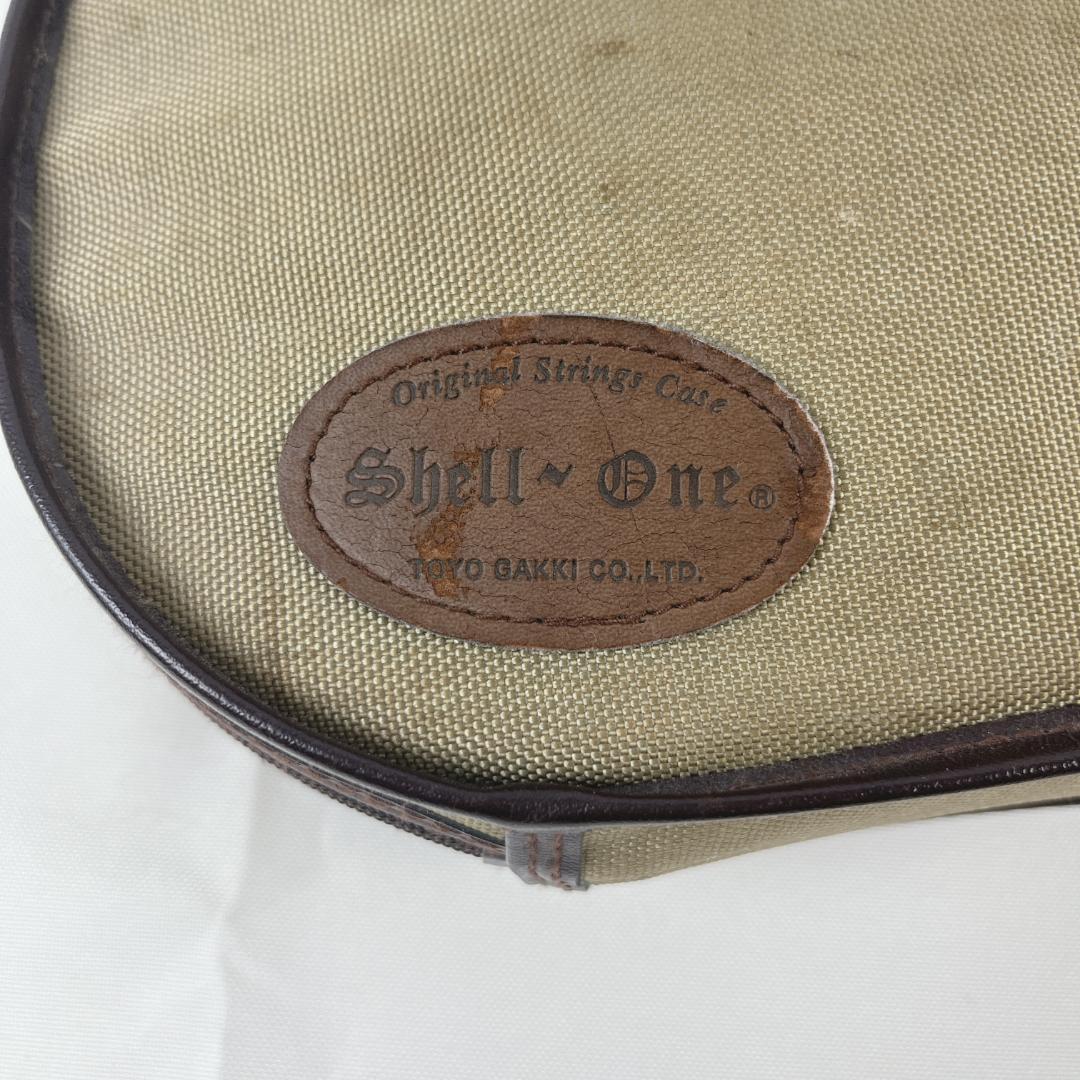 Original Strings Case
Shell~One®
TOYO GAKKI CO.,LTD.